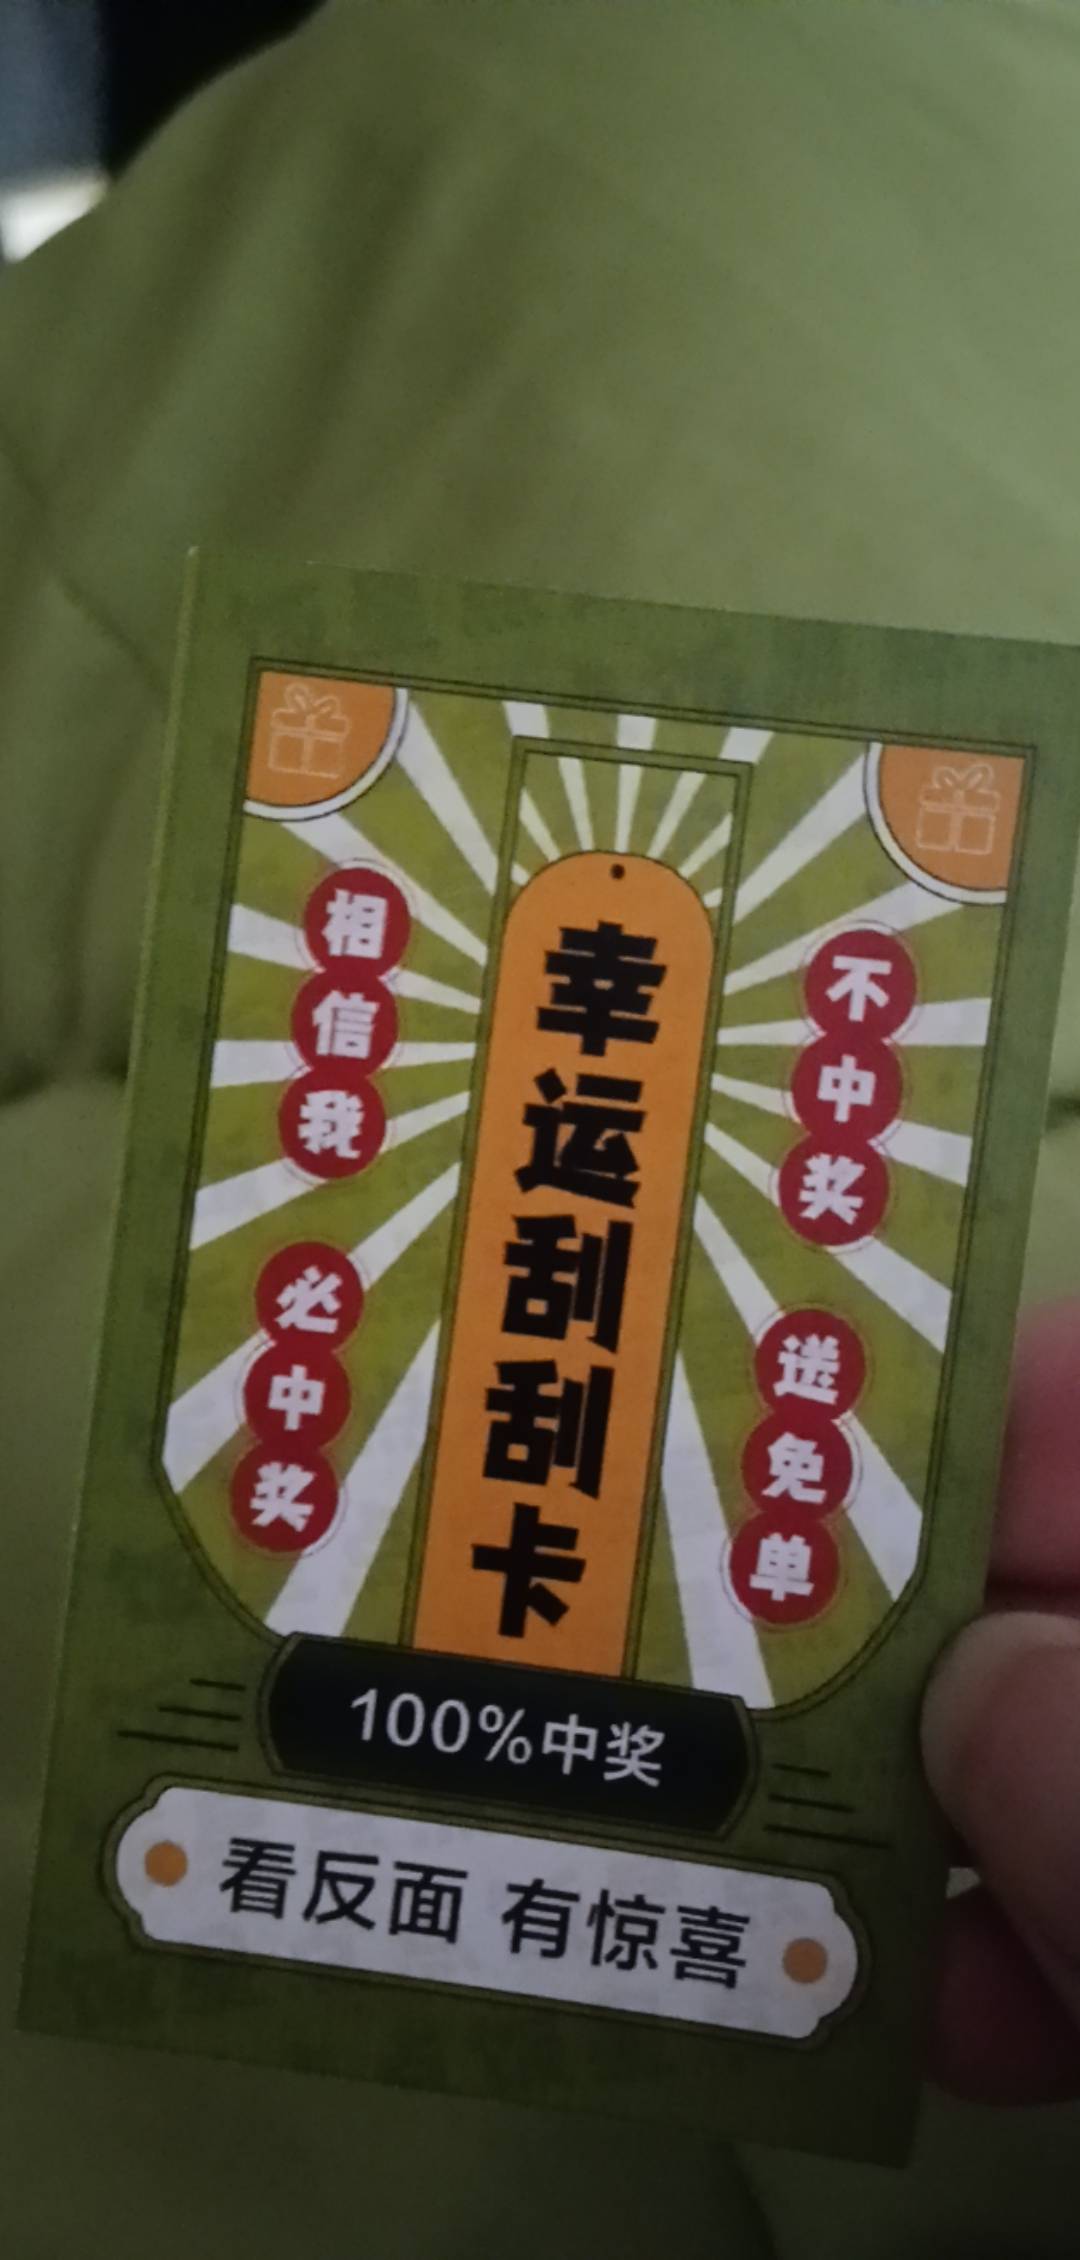 幸运刮刮卡
相信我
必中奖
不中奖
送免单
100%中奖
看反面 有惊喜